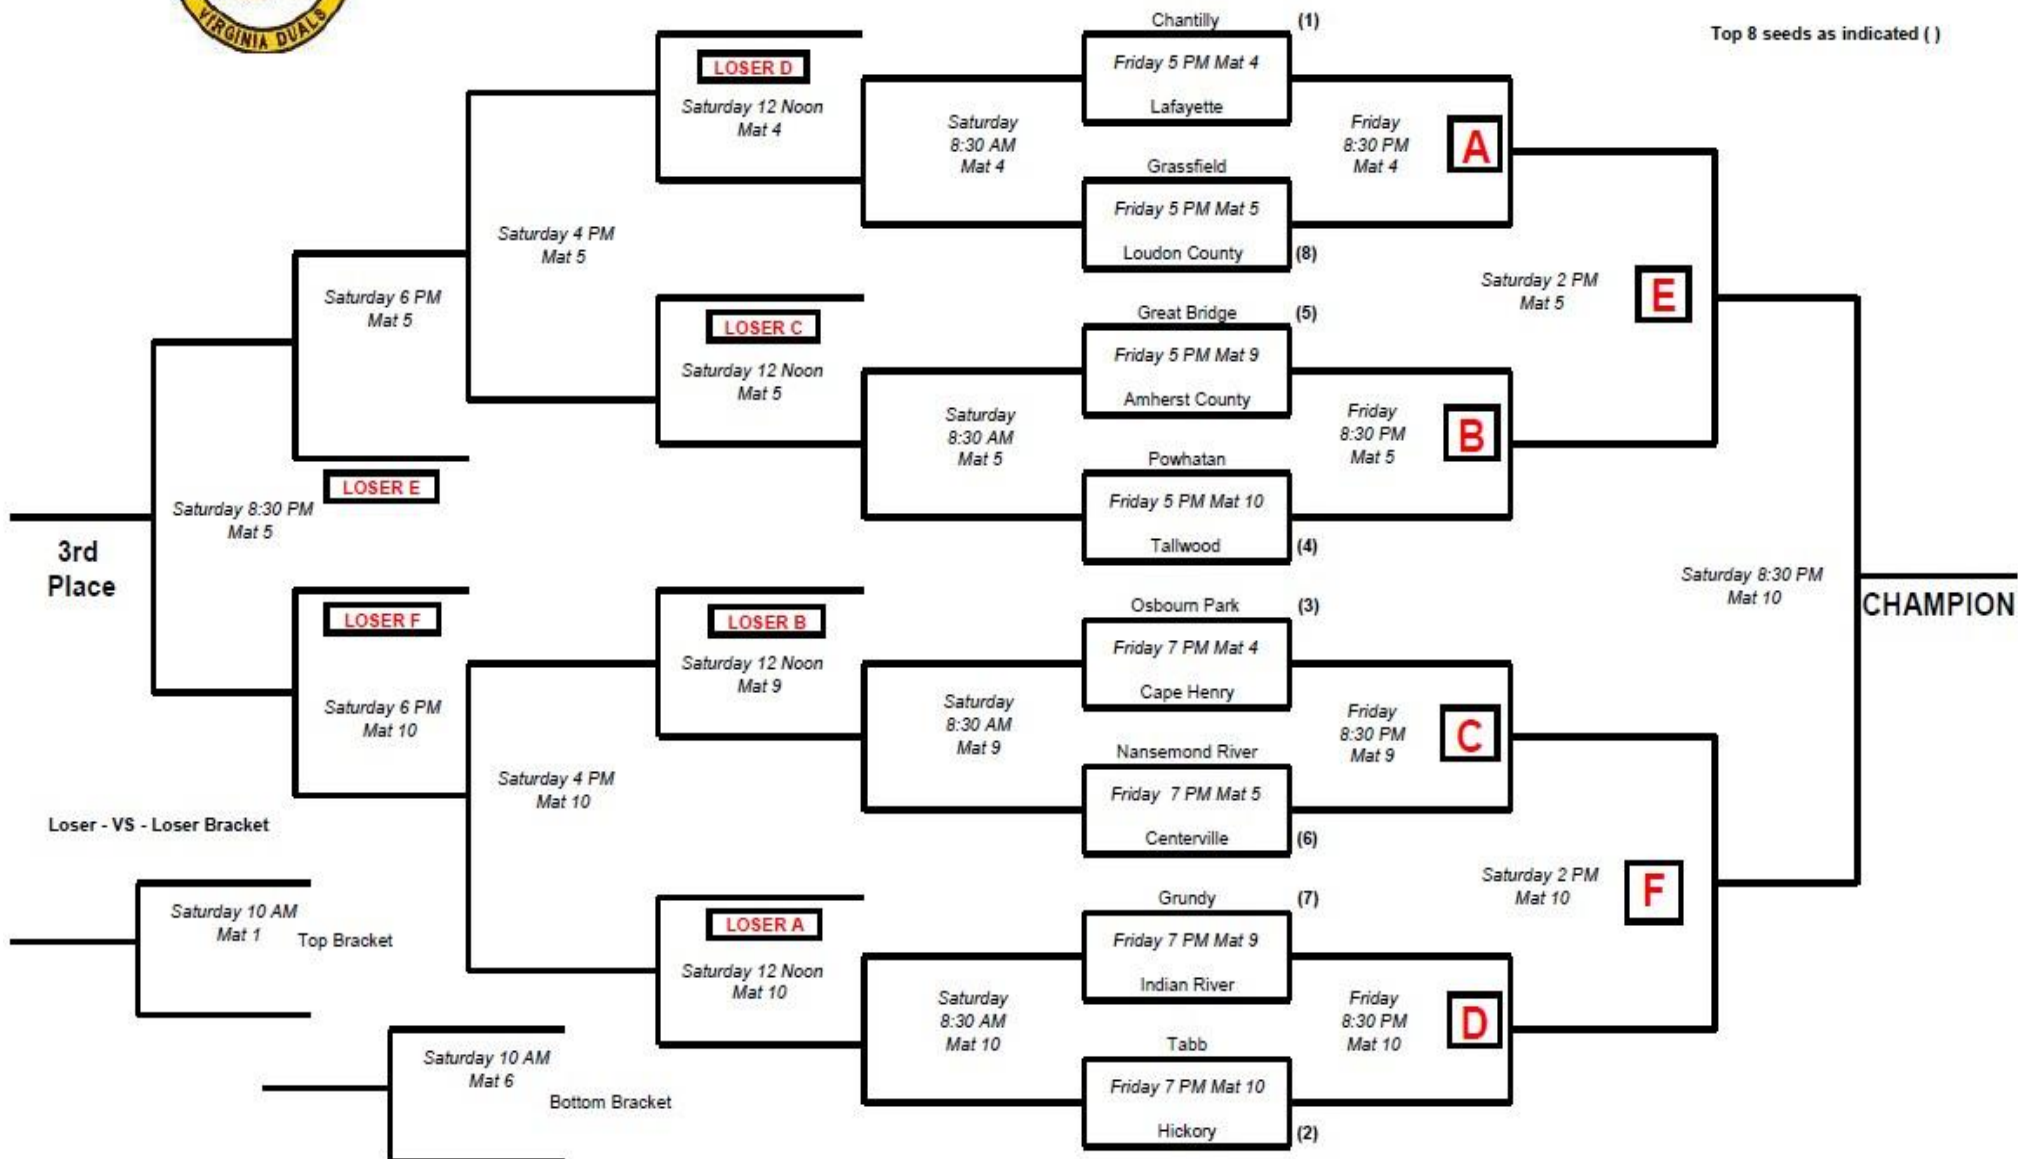 VIRGINIA DUALS
Top 8 seeds as indicated ( )
Chantilly (1)
Friday 5 PM Mat 4
Lafayette
Grassfield
Friday 5 PM Mat 5
Loudon County (8)
Great Bridge (5)
Friday 5 PM Mat 9
Amherst County
Powhatan
Friday 5 PM Mat 10
Tallwood (4)
Osbourn Park (3)
Friday 7 PM Mat 4
Cape Henry
Nansemond River
Friday 7 PM Mat 5
Centerville (6)
Grundy (7)
Friday 7 PM Mat 9
Indian River
Tabb
Friday 7 PM Mat 10
Hickory (2)
Friday
8:30 PM
Mat 4
A
Friday
8:30 PM
Mat 5
B
Friday
8:30 PM
Mat 9
C
Friday
8:30 PM
Mat 10
D
Saturday 2 PM
Mat 5
E
Saturday 2 PM
Mat 10
F
Saturday 8:30 PM
Mat 10
CHAMPION
Saturday
8:30 AM
Mat 4
Saturday
8:30 AM
Mat 5
Saturday
8:30 AM
Mat 9
Saturday
8:30 AM
Mat 10
LOSER D
Saturday 12 Noon
Mat 4
LOSER C
Saturday 12 Noon
Mat 5
LOSER B
Saturday 12 Noon
Mat 9
LOSER A
Saturday 12 Noon
Mat 10
Saturday 4 PM
Mat 5
Saturday 4 PM
Mat 10
Saturday 6 PM
Mat 5
LOSER E
LOSER F
Saturday 6 PM
Mat 10
Saturday 8:30 PM
Mat 5
3rd
Place
Loser - VS - Loser Bracket
Saturday 10 AM
Mat 1
Top Bracket
Saturday 10 AM
Mat 6
Bottom Bracket